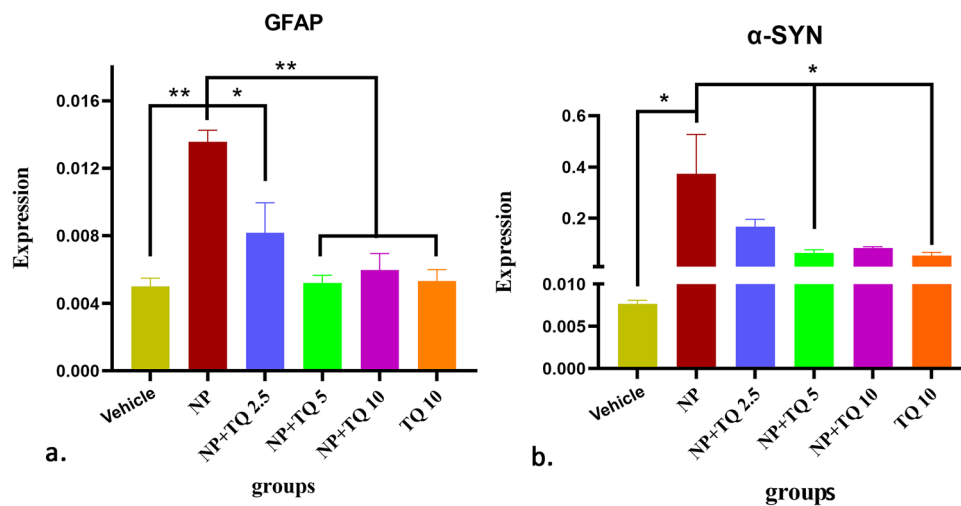 GFAP
**
** *
0.016
0.012
0.008
0.004
0.000
Expression
Vehicle
NP
NP+TQ 2.5
NP+TQ 5
NP+TQ 10
TQ 10
a.
groups
α-SYN
*
*
0.6
0.4
0.2
0.010
0.005
0.000
Expression
Vehicle
NP
NP+TQ 2.5
NP+TQ 5
NP+TQ 10
TQ 10
b.
groups